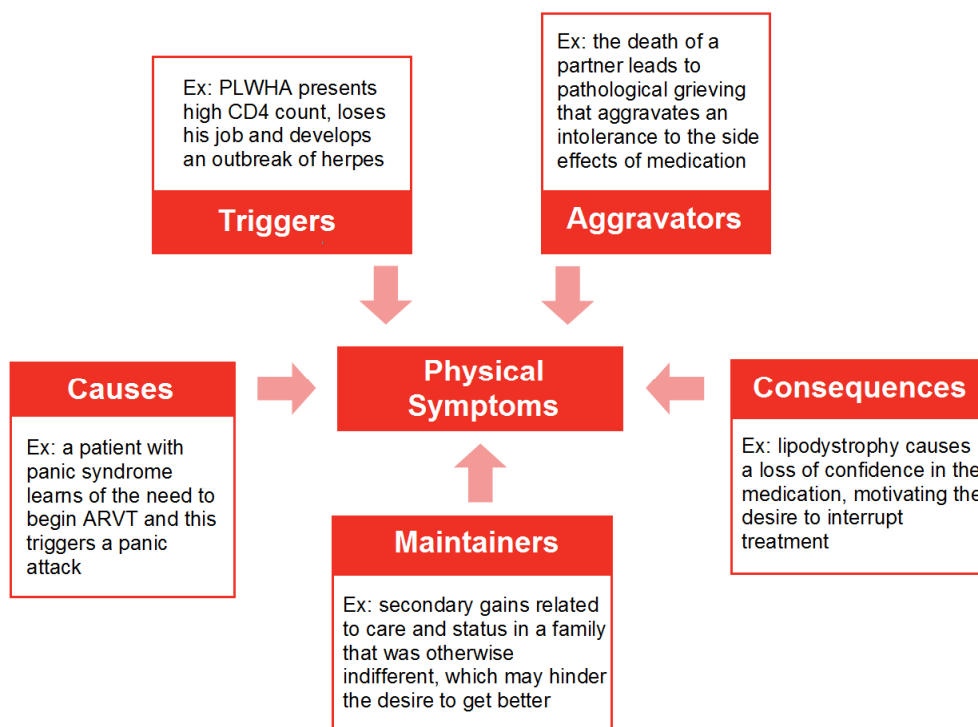 Ex: PLWHA presents
high CD4 count, loses
his job and develops
an outbreak of herpes
Triggers
Ex: the death of a
partner leads to
pathological grieving
that aggravates an
intolerance to the side
effects of medication
Aggravators
Physical
Symptoms
Causes
Ex: a patient with
panic syndrome
learns of the need to
begin ARVT and this
triggers a panic
attack
Consequences
Ex: lipodystrophy causes
a loss of confidence in the
medication, motivating the
desire to interrupt
treatment
Maintainers
Ex: secondary gains related
to care and status in a family
that was otherwise
indifferent, which may hinder
the desire to get better